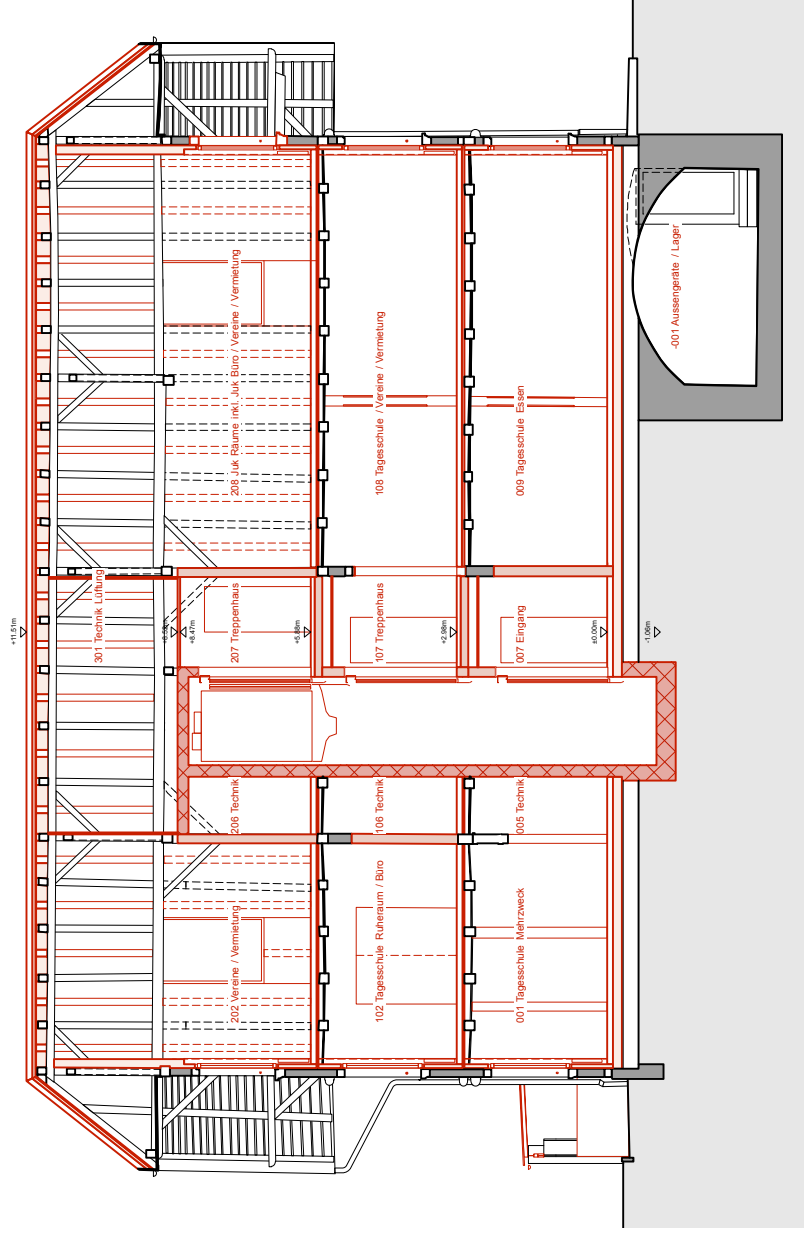 +11.51m
301 Technik Lüftung
+8.47m
202 Vereine / Vermietung
206 Technik
207 Treppenhaus
208 Juk Räume inkl. Juk Büro / Vereine / Vermietung
+5.88m
102 Tagesschule Ruheraum / Büro
106 Technik
107 Treppenhaus
108 Tagesschule / Vereine / Vermietung
+2.98m
001 Tagesschule Mehrzweck
005 Technik
007 Eingang
009 Tagesschule Essen
±0.00m
-1.06m
-001 Aussengeräte / Lager